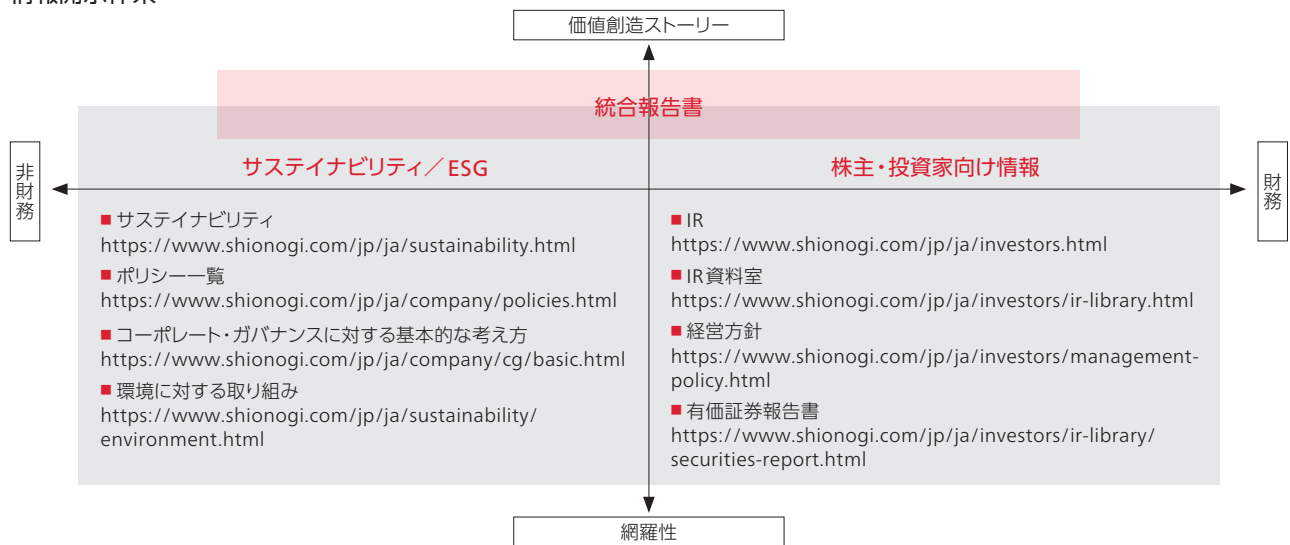 価値創造ストーリー
統合報告書
非財務
サステイナビリティ／ESG
株主・投資家向け情報
財務
■ サステイナビリティ
https://www.shionogi.com/jp/ja/sustainability.html
■ ポリシー一覧
https://www.shionogi.com/jp/ja/company/policies.html
■ コーポレート・ガバナンスに対する基本的な考え方
https://www.shionogi.com/jp/ja/company/cg/basic.html
■ 環境に対する取り組み
https://www.shionogi.com/jp/ja/sustainability/
environment.html
■ IR
https://www.shionogi.com/jp/ja/investors.html
■ IR資料室
https://www.shionogi.com/jp/ja/investors/ir-library.html
■ 経営方針
https://www.shionogi.com/jp/ja/investors/management-
policy.html
■ 有価証券報告書
https://www.shionogi.com/jp/ja/investors/ir-library/
securities-report.html
網羅性